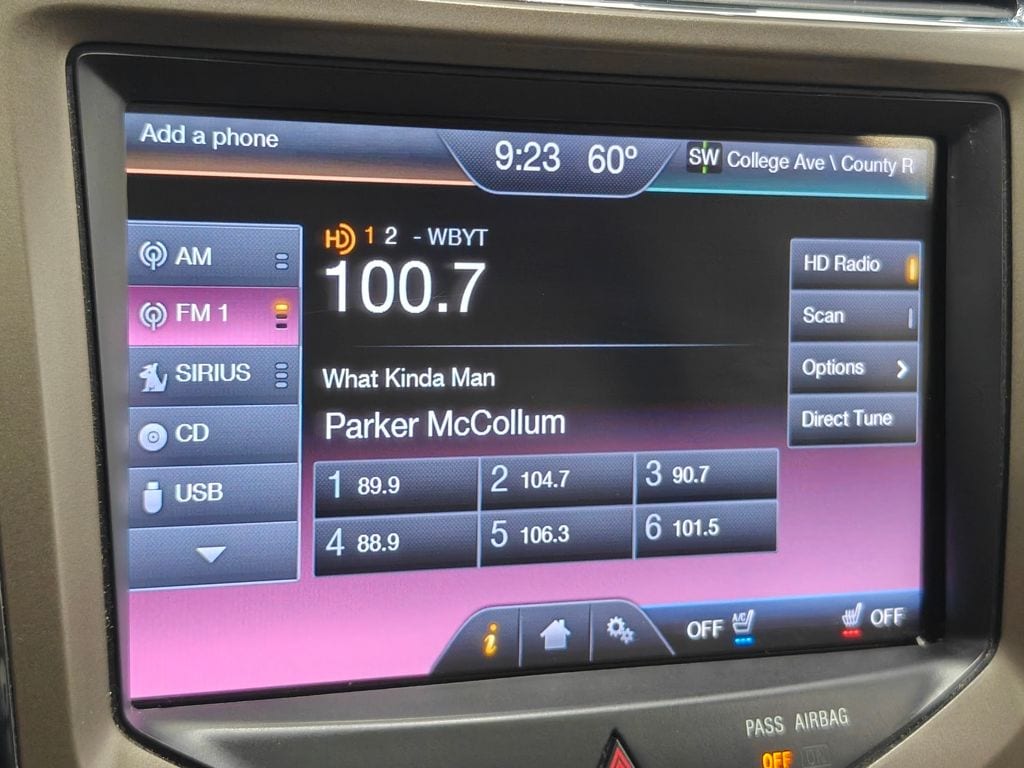 Add a phone
9:23 60º
SW College Ave \ County R
AM
FM 1
SIRIUS
CD
USB
HD 1 2 - WBYT
100.7
What Kinda Man
Parker McCollum
1 89.9
2 104.7
3 90.7
4 88.9
5 106.3
6 101.5
HD Radio
Scan
Options
Direct Tune
i
OFF A/C
OFF
PASS AIRBAG
OFF ON